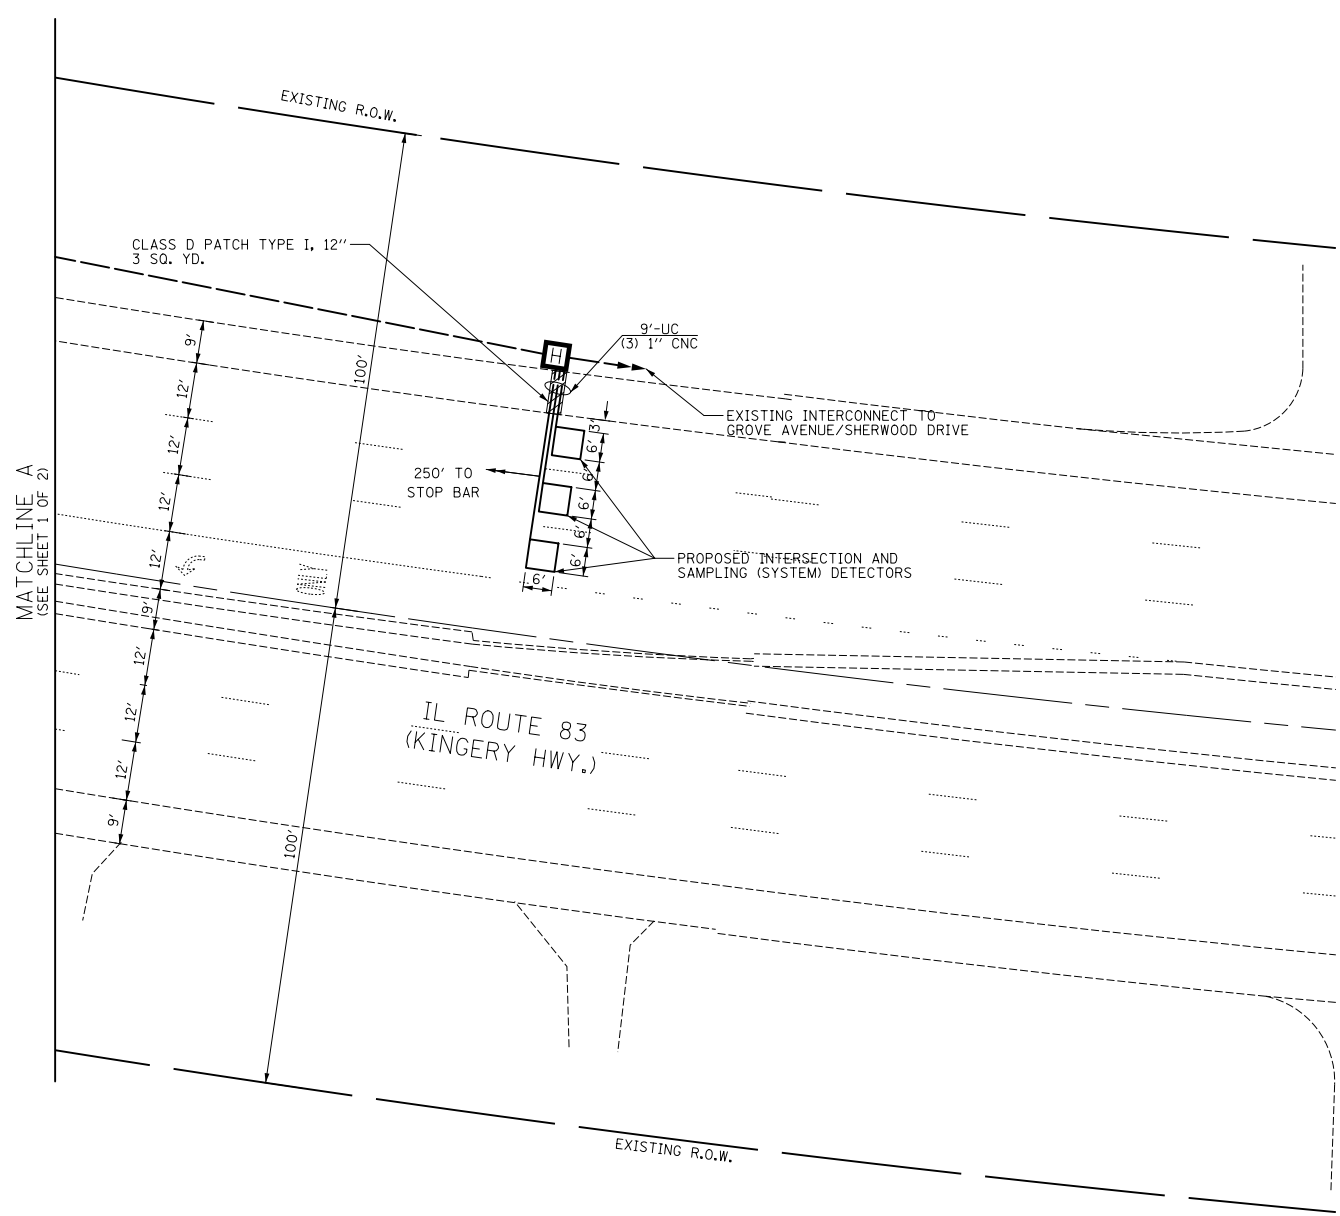 EXISTING R.O.W.
CLASS D PATCH TYPE I, 12"
3 SQ. YD.
9'-UC
(3) 1" CNC
H
9'
12'
12'
12'
12'
9'
12'
12'
12'
9'
100'
100'
3'
6'
6'
6'
6'
6'
6'
EXISTING INTERCONNECT TO
GROVE AVENUE/SHERWOOD DRIVE
250' TO
STOP BAR
PROPOSED INTERSECTION AND
SAMPLING (SYSTEM) DETECTORS
MATCHLINE A
(SEE SHEET 1 OF 2)
IL ROUTE 83
(KINGERY HWY.)
EXISTING R.O.W.